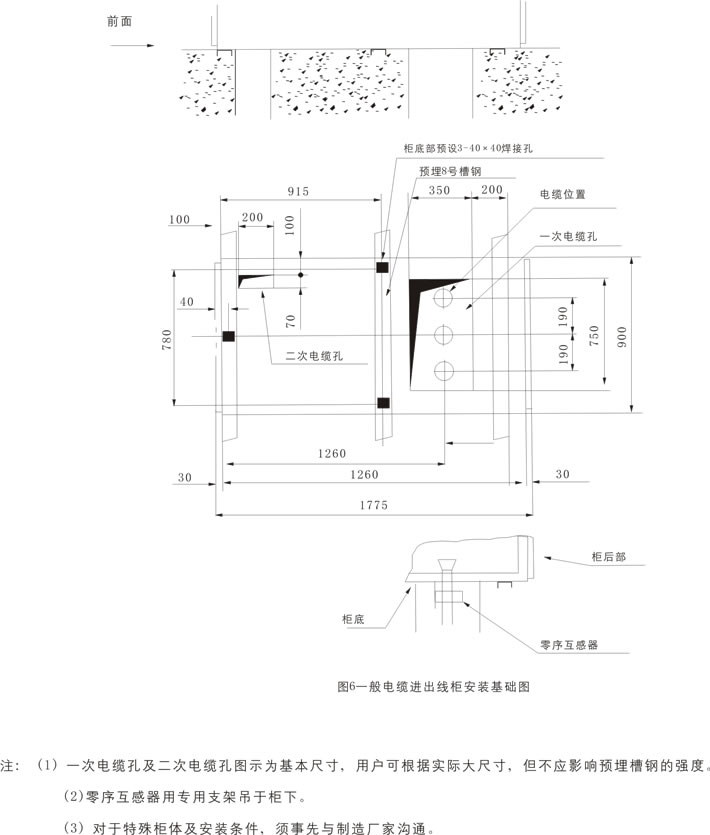 前面
柜底部预设3-40×40焊接孔
预埋8号槽钢
915
350
200
电缆位置
100
200
100
一次电缆孔
40
780
70
190
190
750
900
二次电缆孔
1260
30
1260
30
1775
柜后部
柜底
零序互感器
图6一般电缆进出线柜安装基础图
注：(1) 一次电缆孔及二次电缆孔图示为基本尺寸，用户可根据实际大尺寸，但不应影响预埋槽钢的强度。
(2)零序互感器用专用支架吊于柜下。
(3) 对于特殊柜体及安装条件，须事先与制造厂家沟通。